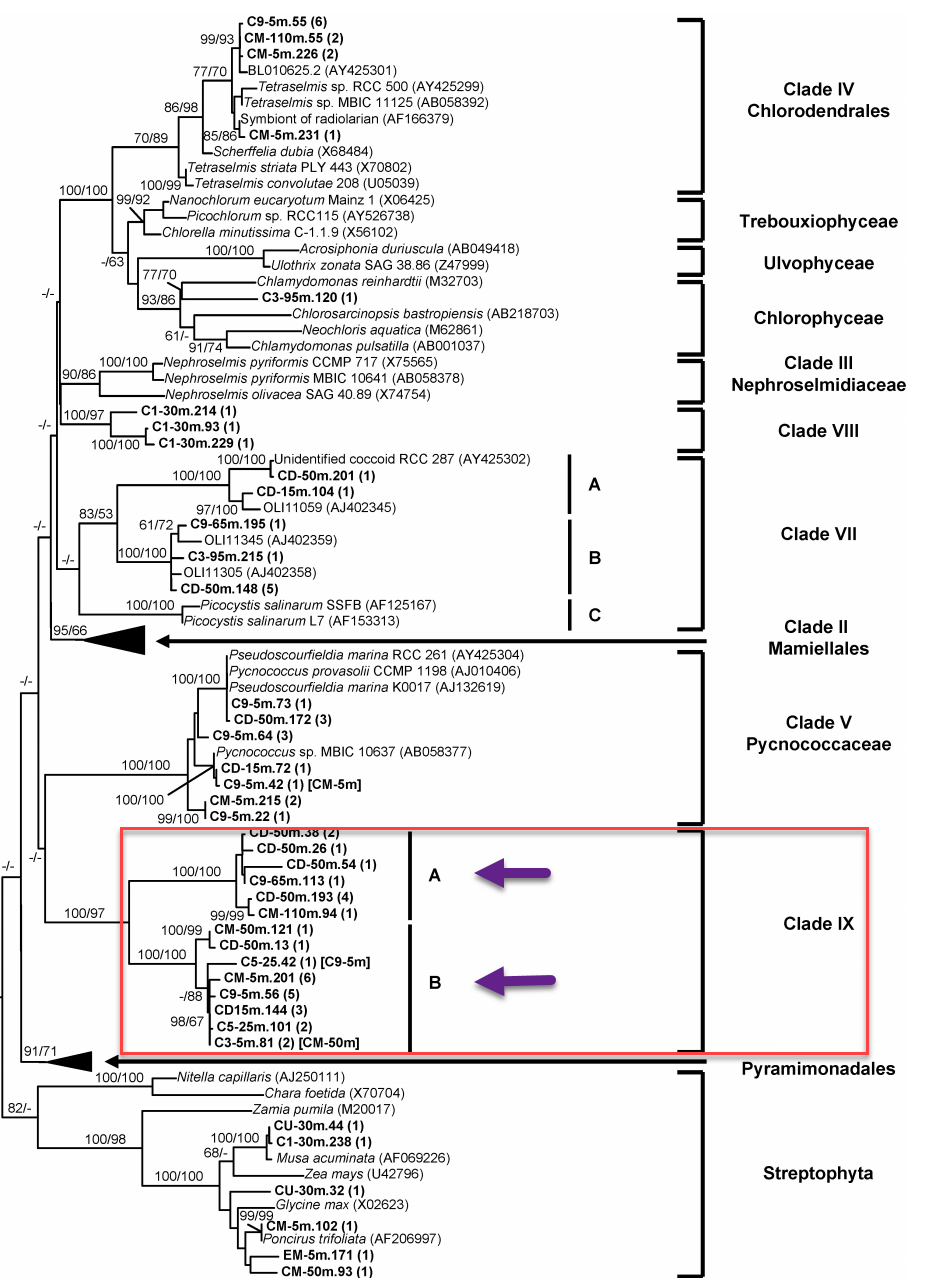 C9-5m.55 (6)
99/93
CM-110m.55 (2)
CM-5m.226 (2)
77/70
BL010625.2 (AY425301)
Tetraselmis sp. RCC 500 (AY425299)
Clade IV
Chlorodendrales
86/98
Tetraselmis sp. MBIC 11125 (AB058392)
Symbiont of radiolarian (AF166379)
70/89
85/86
CM-5m.231 (1)
Scherffelia dubia (X68484)
Tetraselmis striata PLY 443 (X70802)
100/99
Tetraselmis convolutae 208 (U05039)
100/100
99/92
Nanochlorum eucaryotum Mainz 1 (X06425)
Picochlorum sp. RCC115 (AY526738)
Trebouxiophyceae
Chlorella minutissima C-1.1.9 (X56102)
-/63
100/100
Acrosiphonia duriuscula (AB049418)
Ulothrix zonata SAG 38.86 (Z47999)
Ulvophyceae
77/70
Chlamydomonas reinhardtii (M32703)
-/-
93/86
C3-95m.120 (1)
Chlorosarcinopsis bastropiensis (AB218703)
Chlorophyceae
61/-
Neochloris aquatica (M62861)
91/74
Chlamydomonas pulsatilla (AB001037)
100/100
Nephroselmis pyriformis CCMP 717 (X75565)
Clade III
Nephroselmidiaceae
90/86
Nephroselmis pyriformis MBIC 10641 (AB058378)
Nephroselmis olivacea SAG 40.89 (X74754)
100/97
C1-30m.214 (1)
-/-
C1-30m.93 (1)
Clade VIII
100/100
C1-30m.229 (1)
100/100
Unidentified coccoid RCC 287 (AY425302)
100/100
CD-50m.201 (1)
A
CD-15m.104 (1)
97/100
OLI11059 (AJ402345)
83/53
-/-
61/72
C9-65m.195 (1)
Clade VII
OLI11345 (AJ402359)
-/-
100/100
C3-95m.215 (1)
B
OLI11305 (AJ402358)
CD-50m.148 (5)
100/100
Picocystis salinarum SSFB (AF125167)
C
Picocystis salinarum L7 (AF153313)
95/66
Clade II
Mamiellales
Pseudoscourfieldia marina RCC 261 (AY425304)
Pycnococcus provasolii CCMP 1198 (AJ010406)
-/-
100/100
Pseudoscourfieldia marina K0017 (AJ132619)
C9-5m.73 (1)
CD-50m.172 (3)
Clade V
Pycnococcaceae
C9-5m.64 (3)
Pycnococcus sp. MBIC 10637 (AB058377)
100/100
CD-15m.72 (1)
C9-5m.42 (1) [CM-5m]
100/100
CM-5m.215 (2)
99/100
C9-5m.22 (1)
CD-50m.38 (2)
CD-50m.26 (1)
-/-
-/-
CD-50m.54 (1)
100/100
C9-65m.113 (1)
A
CD-50m.193 (4)
99/99
CM-110m.94 (1)
100/97
100/99
CM-50m.121 (1)
Clade IX
CD-50m.13 (1)
100/100
C5-25.42 (1) [C9-5m]
CM-5m.201 (6)
B
-/88
C9-5m.56 (5)
CD15m.144 (3)
98/67
C5-25m.101 (2)
C3-5m.81 (2) [CM-50m]
91/71
Pyramimonadales
100/100
Nitella capillaris (AJ250111)
Chara foetida (X70704)
82/-
Zamia pumila (M20017)
CU-30m.44 (1)
100/98
100/100
C1-30m.238 (1)
68/-
Musa acuminata (AF069226)
Zea mays (U42796)
Streptophyta
100/100
CU-30m.32 (1)
Glycine max (X02623)
99/99
CM-5m.102 (1)
Poncirus trifoliata (AF206997)
EM-5m.171 (1)
CM-50m.93 (1)